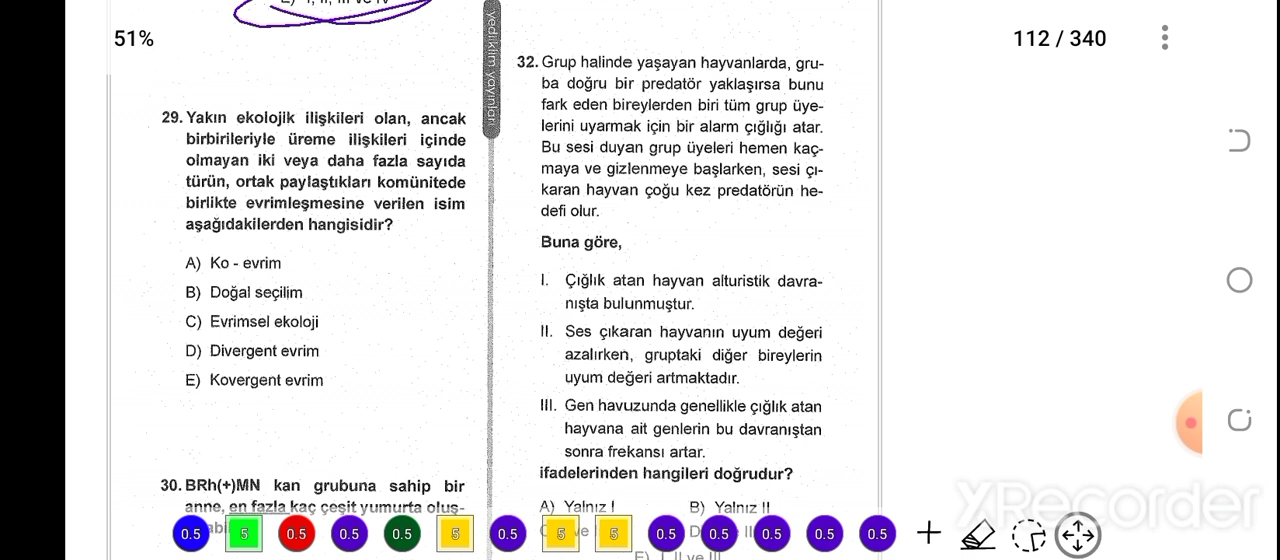 51%
112 / 340
yediiklim yayınları
29. Yakın ekolojik ilişkileri olan, ancak
birbirileriyle üreme ilişkileri içinde
olmayan iki veya daha fazla sayıda
türün, ortak paylaştıkları komünitede
birlikte evrimleşmesine verilen isim
aşağıdakilerden hangisidir?
A) Ko - evrim
B) Doğal seçilim
C) Evrimsel ekoloji
D) Divergent evrim
E) Kovergent evrim
30. BRh(+)MN kan grubuna sahip bir
anne, en fazla kaç çeşit yumurta oluş-
32. Grup halinde yaşayan hayvanlarda, gru-
ba doğru bir predatör yaklaşırsa bunu
fark eden bireylerden biri tüm grup üye-
lerini uyarmak için bir alarm çığlığı atar.
Bu sesi duyan grup üyeleri hemen kaç-
maya ve gizlenmeye başlarken, sesi çı-
karan hayvan çoğu kez predatörün he-
defi olur.
Buna göre,
I. Çığlık atan hayvan alturistik davra-
nışta bulunmuştur.
II. Ses çıkaran hayvanın uyum değeri
azalırken, gruptaki diğer bireylerin
uyum değeri artmaktadır.
III. Gen havuzunda genellikle çığlık atan
hayvana ait genlerin bu davranıştan
sonra frekansı artar.
ifadelerinden hangileri doğrudur?
A) Yalnız I B) Yalnız II
0.5 5 0.5 0.5 0.5 5 0.5 5 5 0.5 0.5 0.5 0.5 0.5
XRecorder